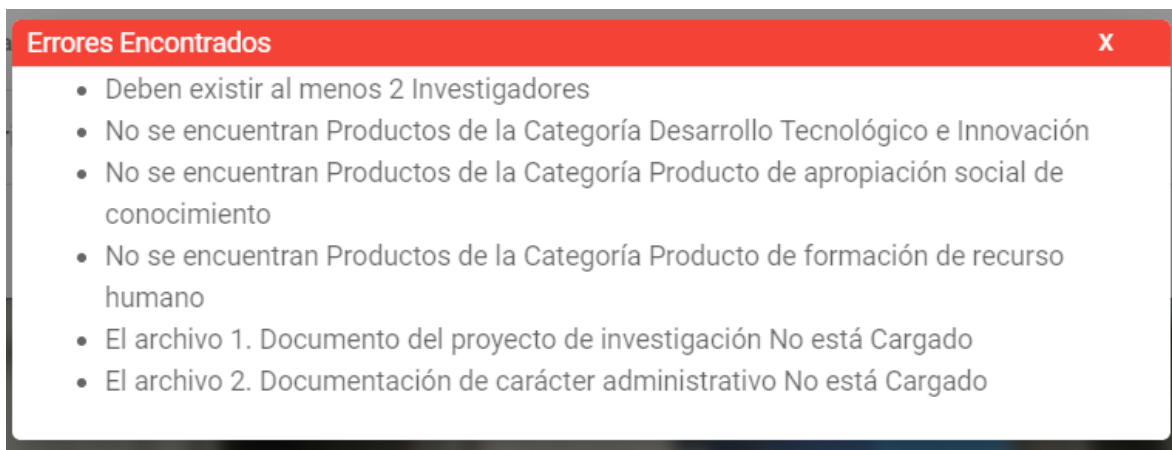 Errores Encontrados X
• Deben existir al menos 2 Investigadores
• No se encuentran Productos de la Categoría Desarrollo Tecnológico e Innovación
• No se encuentran Productos de la Categoría Producto de apropiación social de
conocimiento
• No se encuentran Productos de la Categoría Producto de formación de recurso
humano
• El archivo 1. Documento del proyecto de investigación No está Cargado
• El archivo 2. Documentación de carácter administrativo No está Cargado